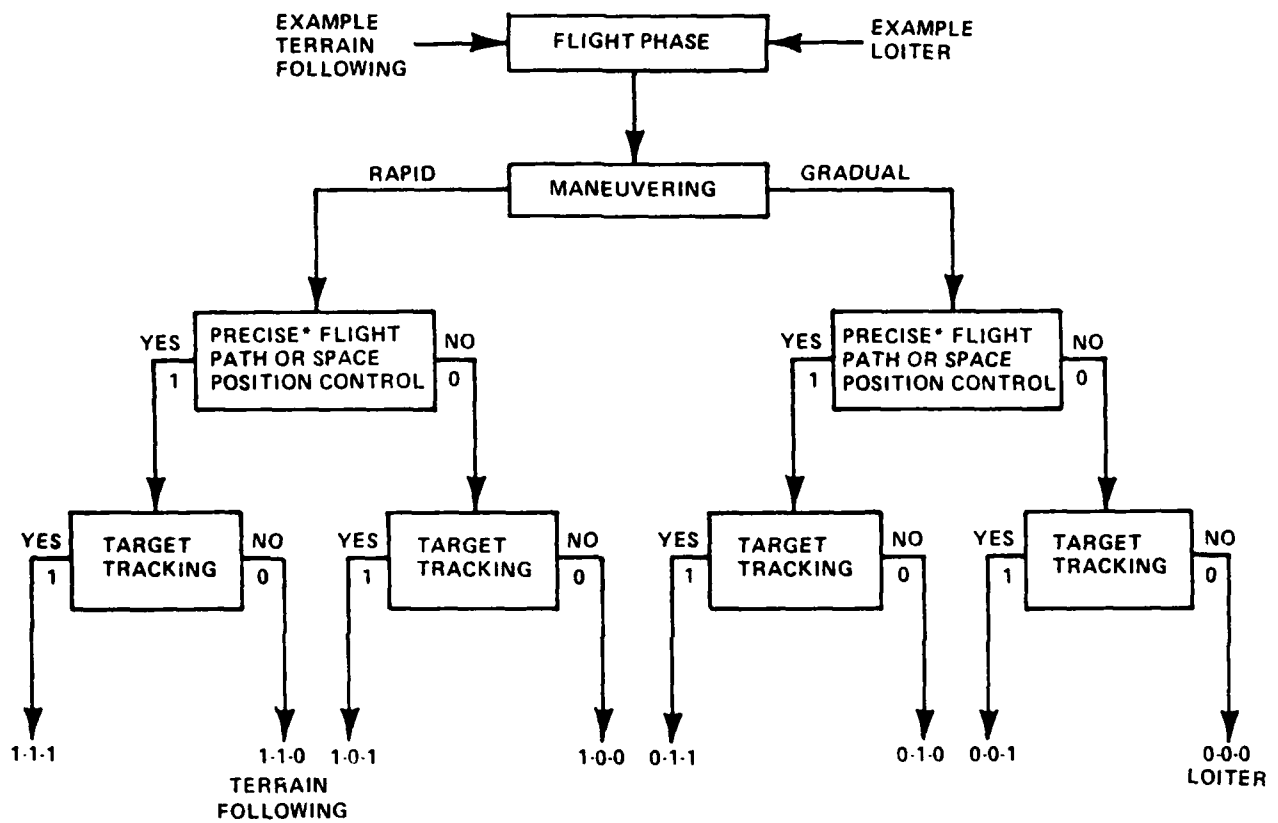 EXAMPLE
TERRAIN
FOLLOWING
FLIGHT PHASE
EXAMPLE
LOITER
RAPID
MANEUVERING
GRADUAL
YES
1
PRECISE* FLIGHT
PATH OR SPACE
POSITION CONTROL
NO
0
YES
1
PRECISE* FLIGHT
PATH OR SPACE
POSITION CONTROL
NO
0
YES
1
TARGET
TRACKING
NO
0
YES
1
TARGET
TRACKING
NO
0
YES
1
TARGET
TRACKING
NO
0
YES
1
TARGET
TRACKING
NO
0
1-1-1
1-1-0
TERRAIN
FOLLOWING
1-0-1
1-0-0
0-1-1
0-1-0
0-0-1
0-0-0
LOITER